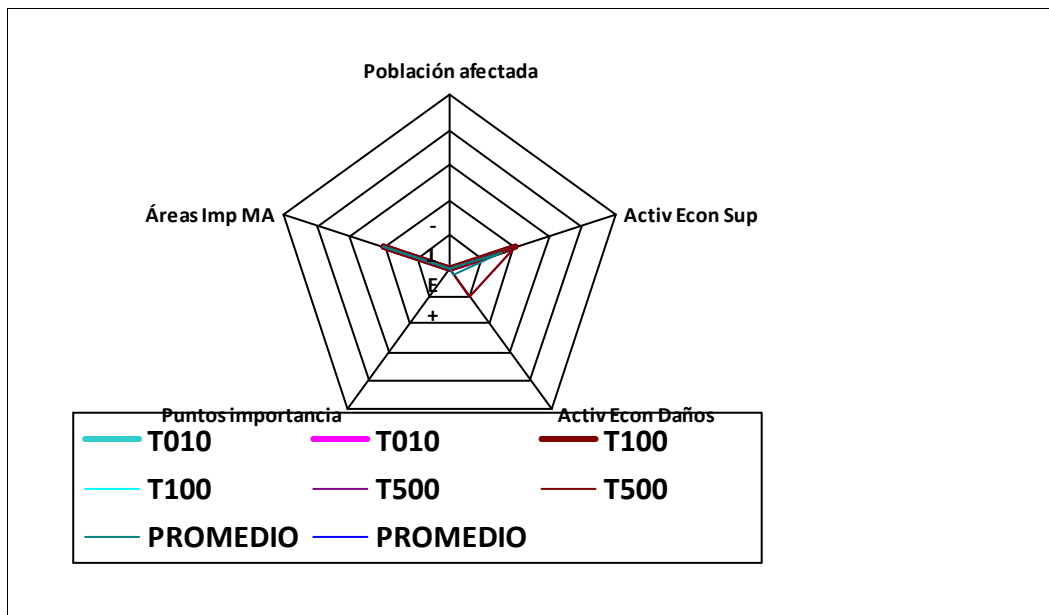 Población afectada
Áreas Imp MA
Activ Econ Sup
-
E
+
Puntos importancia
Activ Econ Daños
T010 T010 T100
T100 T500 T500
PROMEDIO PROMEDIO